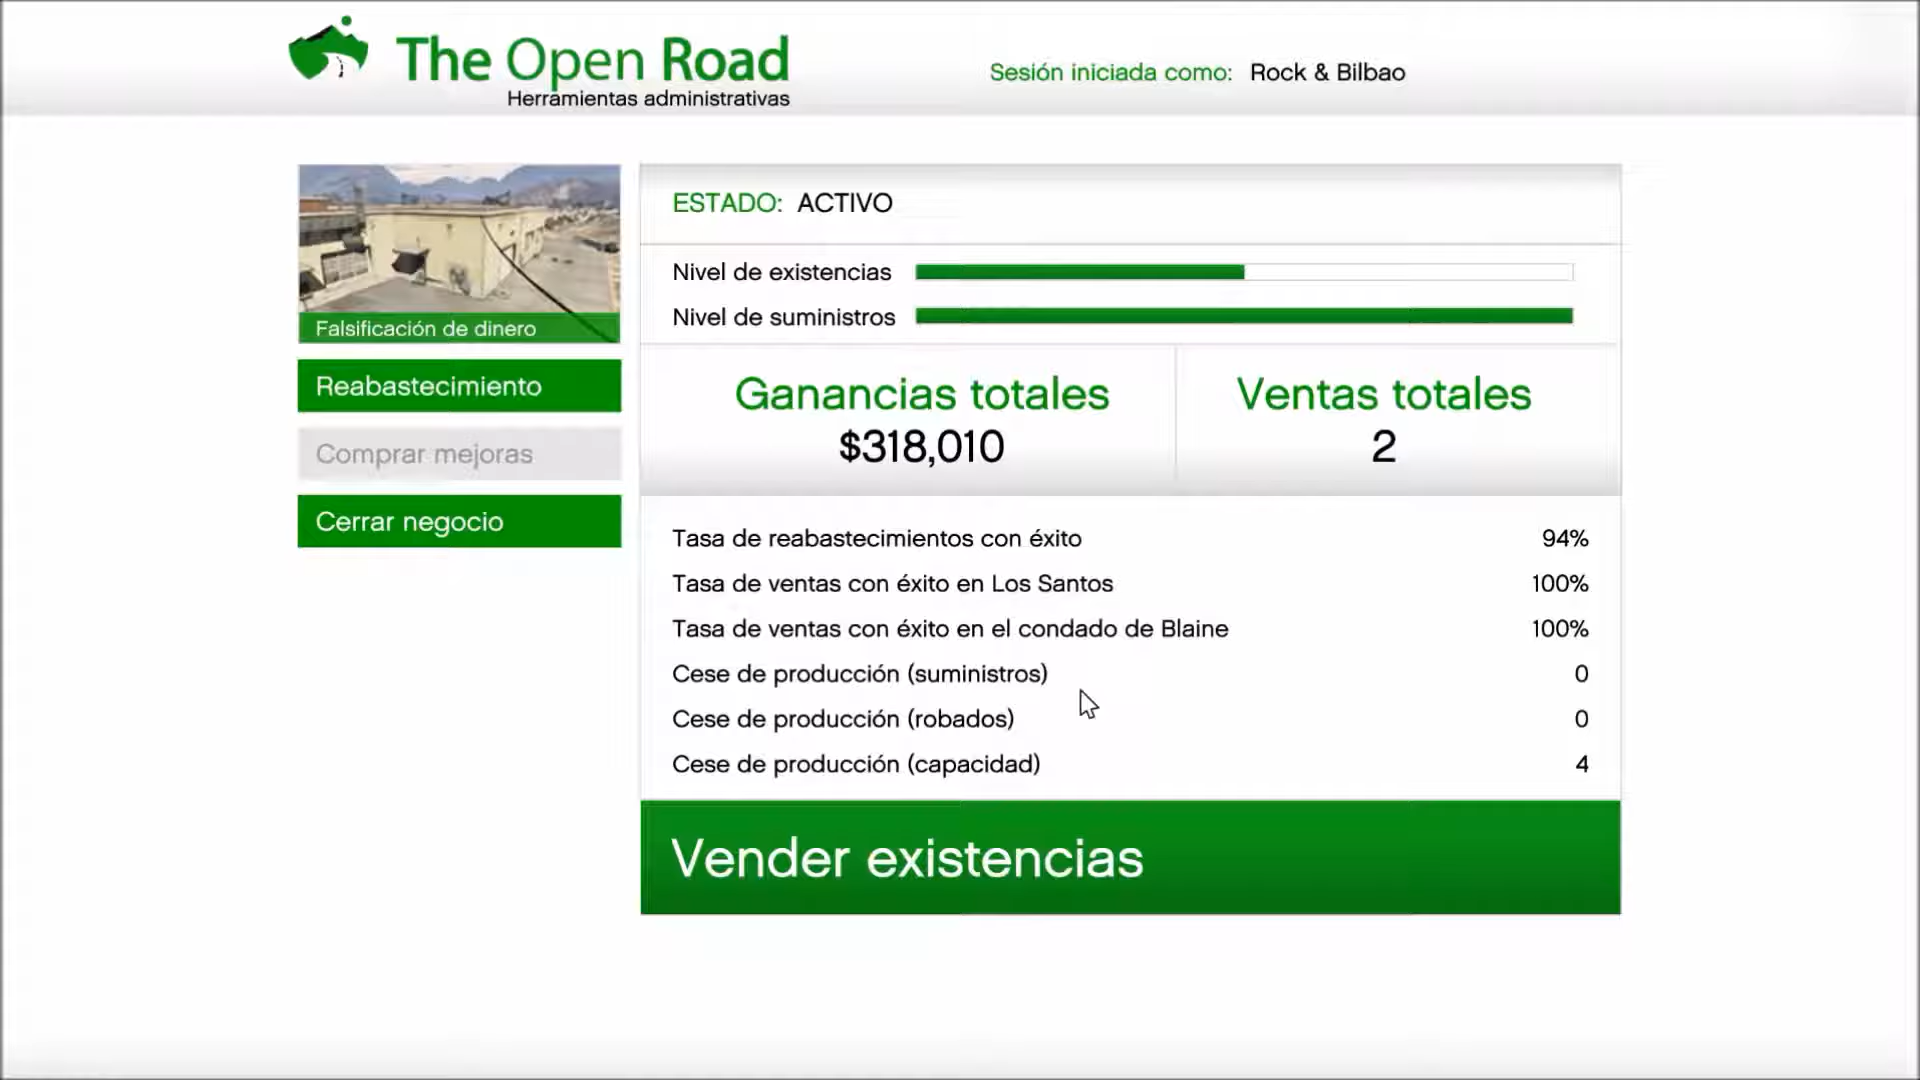 The Open Road
Herramientas administrativas
Sesión iniciada como: Rock & Bilbao
Falsificación de dinero
Reabastecimiento
Comprar mejoras
Cerrar negocio
ESTADO: ACTIVO
Nivel de existencias
Nivel de suministros
Ganancias totales
$318,010
Ventas totales
2
Tasa de reabastecimientos con éxito 94%
Tasa de ventas con éxito en Los Santos 100%
Tasa de ventas con éxito en el condado de Blaine 100%
Cese de producción (suministros) 0
Cese de producción (robados) 0
Cese de producción (capacidad) 4
Vender existencias